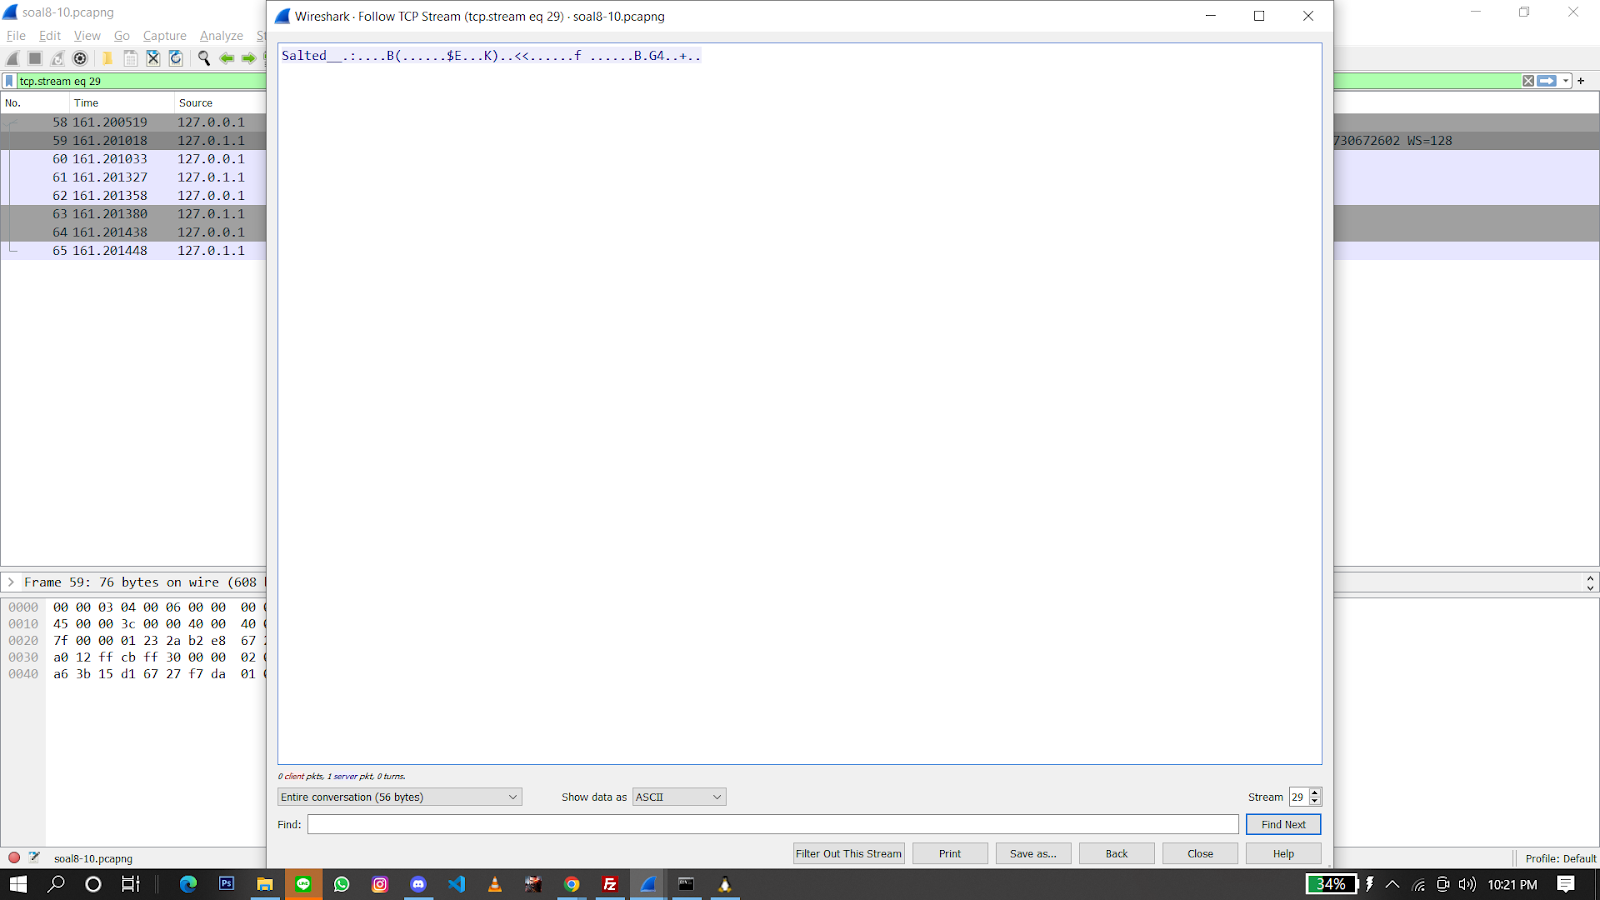 soal8-10.pcapng
File Edit View Go Capture Analyze St
tcp.stream eq 29
No. Time Source
58 161.200519 127.0.0.1
59 161.201018 127.0.1.1
730672602 WS=128
60 161.201033 127.0.0.1
61 161.201327 127.0.1.1
62 161.201358 127.0.0.1
63 161.201380 127.0.1.1
64 161.201438 127.0.0.1
65 161.201448 127.0.1.1
Frame 59: 76 bytes on wire (608 b
0000 00 00 03 04 00 06 00 00 00 0
0010 45 00 00 3c 00 00 40 00 40 0
0020 7f 00 00 01 23 2a b2 e8 67 2
0030 a0 12 ff cb ff 30 00 00 02 0
0040 a6 3b 15 d1 67 27 f7 da 01 0
soal8-10.pcapng
Profile: Default
Wireshark · Follow TCP Stream (tcp.stream eq 29) · soal8-10.pcapng
Salted__.:....B(......$E...K)..<<......f ......B.G4..+..
0 client pkts, 1 server pkt, 0 turns.
Entire conversation (56 bytes) Show data as ASCII Stream 29
Find: Find Next
Filter Out This Stream Print Save as... Back Close Help
34% 10:21 PM